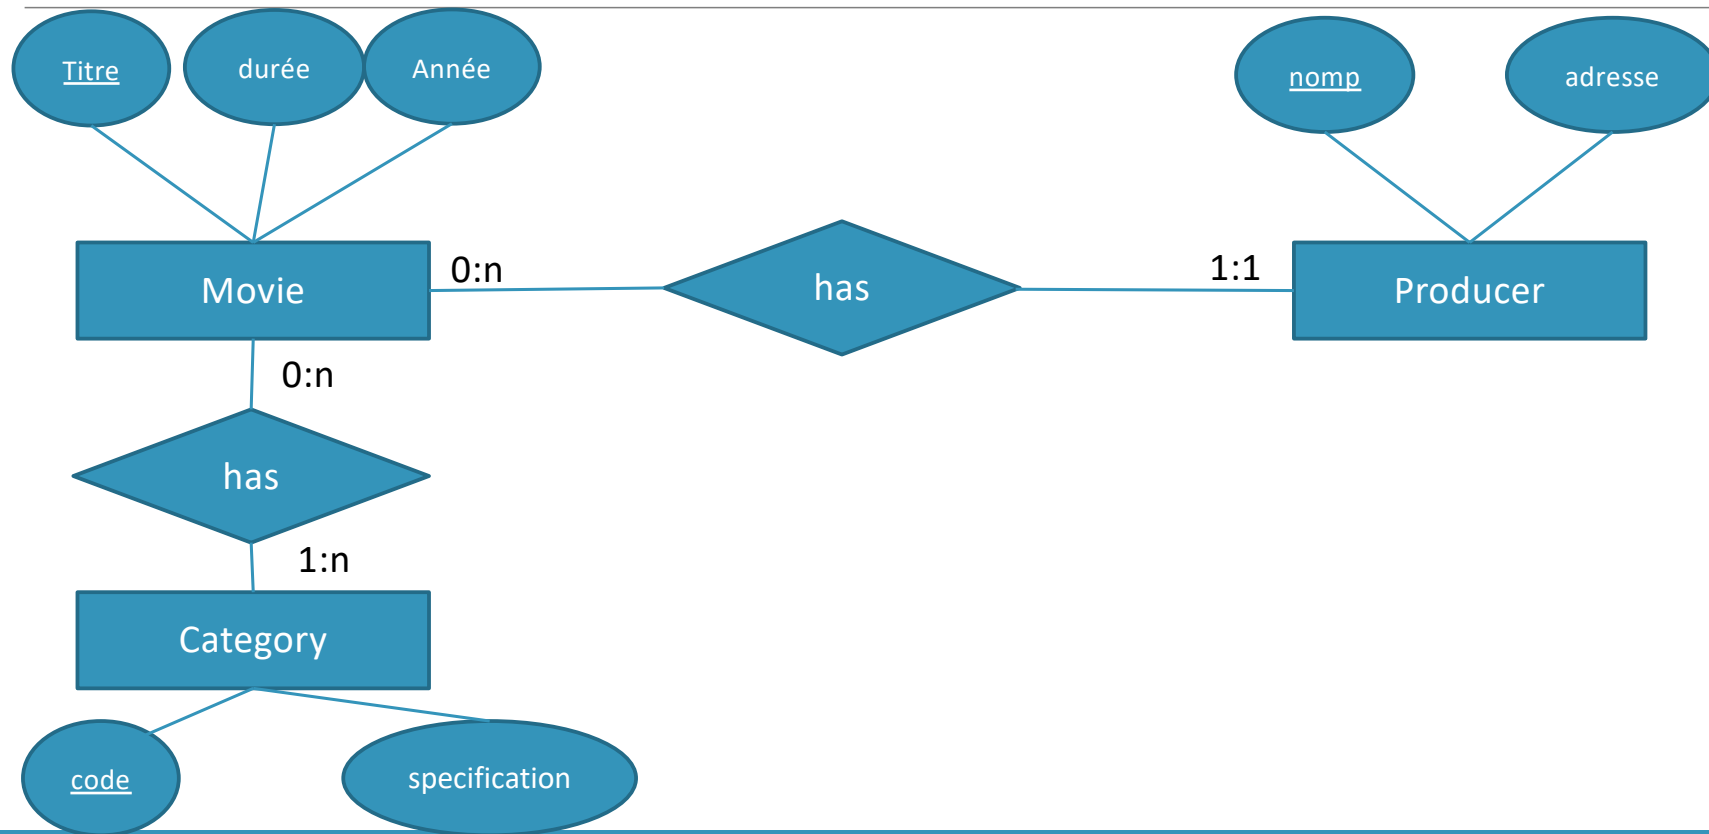 Titre
durée
Année
nomp
adresse
Movie
0:n
has
1:1
Producer
0:n
has
1:n
Category
code
specification